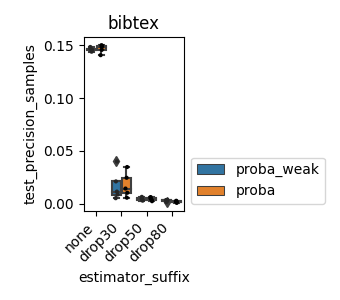 bibtex
test_precision_samples
0.15
0.10
0.05
0.00
none
drop30
drop50
drop80
estimator_suffix
proba_weak
proba